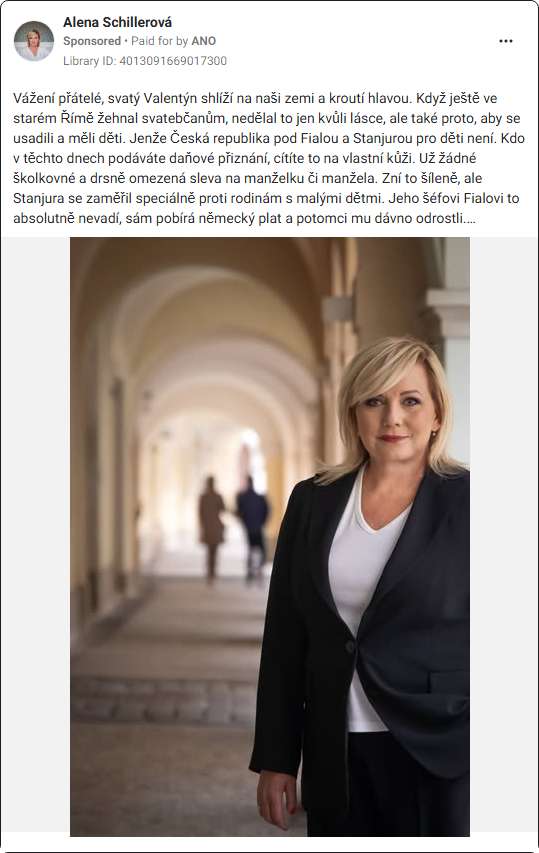 Alena Schillerová
Sponsored • Paid for by ANO
Library ID: 4013091669017300
Vážení přátelé, svatý Valentýn shlíží na naši zemi a kroutí hlavou. Když ještě ve
starém Římě žehnal svatebčanům, nedělal to jen kvůli lásce, ale také proto, aby se
usadili a měli děti. Jenže Česká republika pod Fialou a Stanjurou pro děti není. Kdo
v těchto dnech podáváte daňové přiznání, cítíte to na vlastní kůži. Už žádné
školkovné a drsně omezená sleva na manželku či manžela. Zní to šíleně, ale
Stanjura se zaměřil speciálně proti rodinám s malými dětmi. Jeho šéfovi Fialovi to
absolutně nevadí, sám pobírá německý plat a potomci mu dávno odrostli....